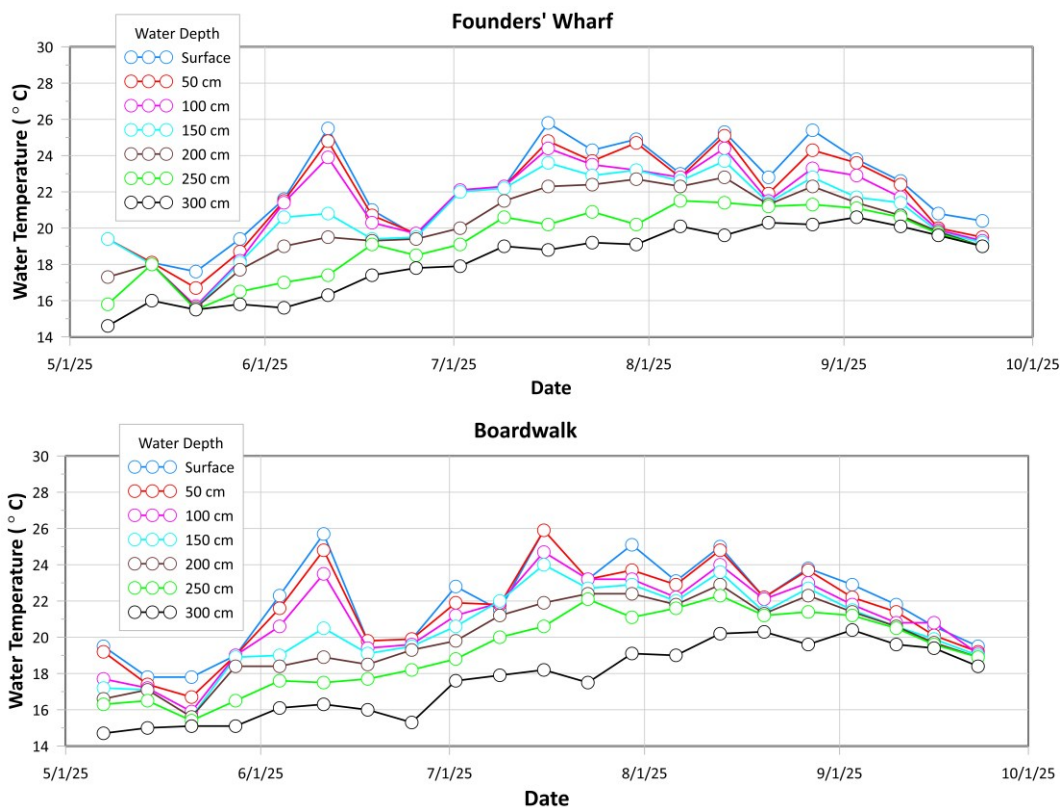 Founders' Wharf
Water Depth
Surface
50 cm
100 cm
150 cm
200 cm
250 cm
300 cm
Water Temperature ( ° C)
30
28
26
24
22
20
18
16
14
5/1/25 6/1/25 7/1/25 8/1/25 9/1/25 10/1/25
Date
Boardwalk
Water Depth
Surface
50 cm
100 cm
150 cm
200 cm
250 cm
300 cm
Water Temperature ( ° C)
30
28
26
24
22
20
18
16
14
5/1/25 6/1/25 7/1/25 8/1/25 9/1/25 10/1/25
Date